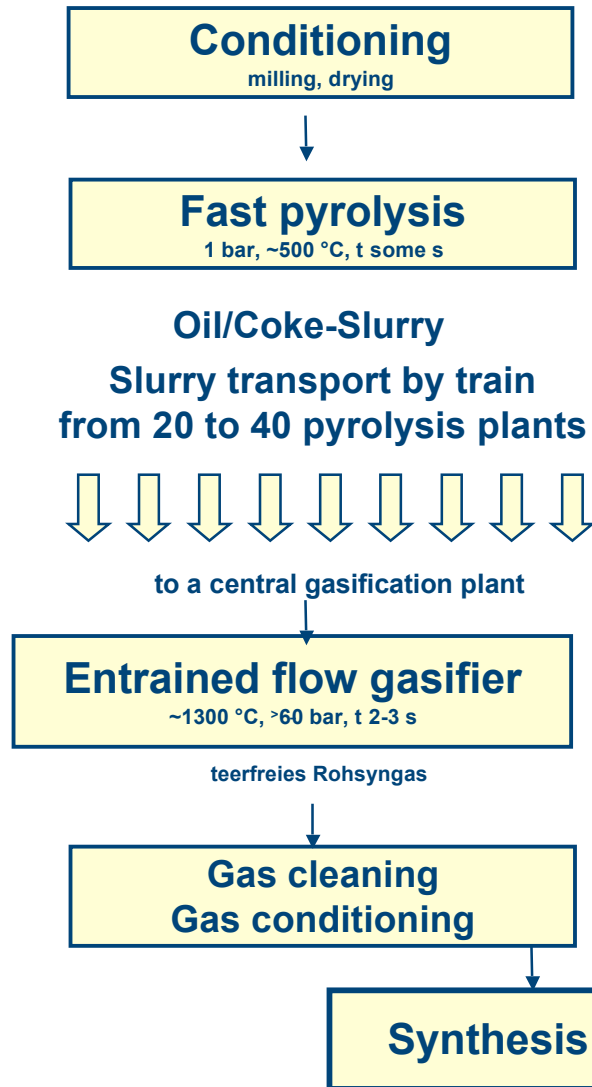 Conditioning
milling, drying
Fast pyrolysis
1 bar, ~500 °C, t some s
Oil/Coke-Slurry
Slurry transport by train
from 20 to 40 pyrolysis plants
to a central gasification plant
Entrained flow gasifier
~1300 °C, >60 bar, t 2-3 s
teerfreies Rohsyngas
Gas cleaning
Gas conditioning
Synthesis